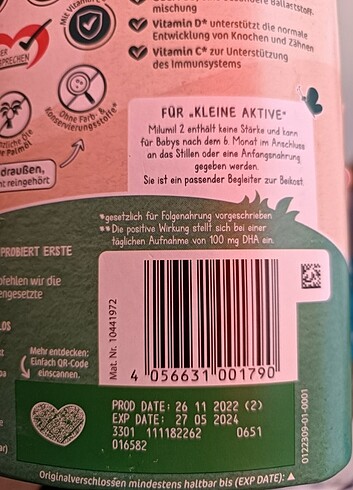 Ballaststoff-
mischung
Vitamin D* unterstützt die normale
Entwicklung von Knochen und Zähnen
Vitamin C* zur Unterstützung
des Immunsystems
Mit Vitamin
SPRECHEN
Ohne Farb- &
Konservierungsstoffe*
Palmöl
draußen,
reingehört
FÜR „KLEINE AKTIVE"
Milumil 2 enthält keine Stärke und kann
für Babys nach dem 6. Monat im Anschluss
an das Stillen oder eine Anfangsnahrung
gegeben werden.
Sie ist ein passender Begleiter zur Beikost.
*gesetzlich für Folgenahrung vorgeschrieben
**Die positive Wirkung stellt sich bei einer
täglichen Aufnahme von 100 mg DHA ein.
PROBIERT ERSTE
fehlen wir die
engesetzte
Mehr entdecken:
Einfach QR-Code
einscannen.
Mat. Nr. 10441972
4 056631 001790
PROD DATE: 26 11 2022 (2)
EXP DATE: 27 05 2024
3301 111182262 0651
016582
0122309-01-0001
Originalverschlossen mindestens haltbar bis (EXP DATE): ▲